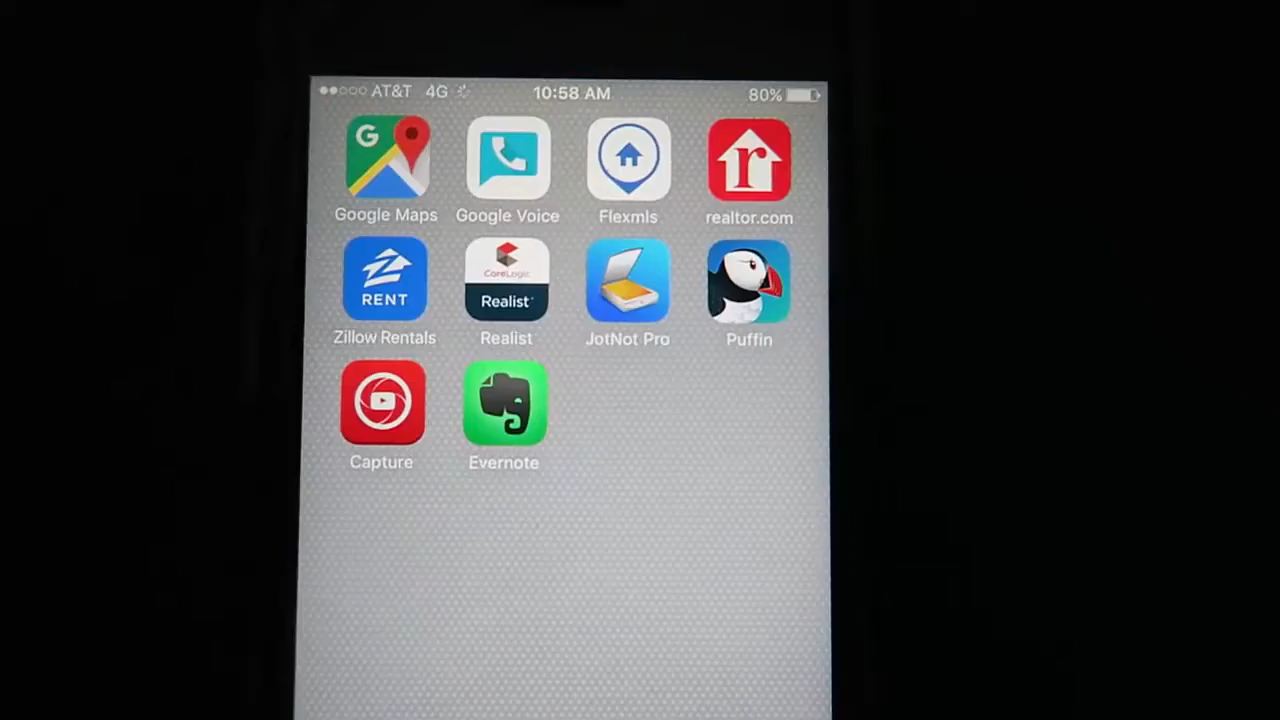 AT&T 4G 10:58 AM 80%
G
r
Google Maps Google Voice Flexmls realtor.com
Z
RENT
CoreLogic
Realist
Zillow Rentals Realist JotNot Pro Puffin
Capture Evernote